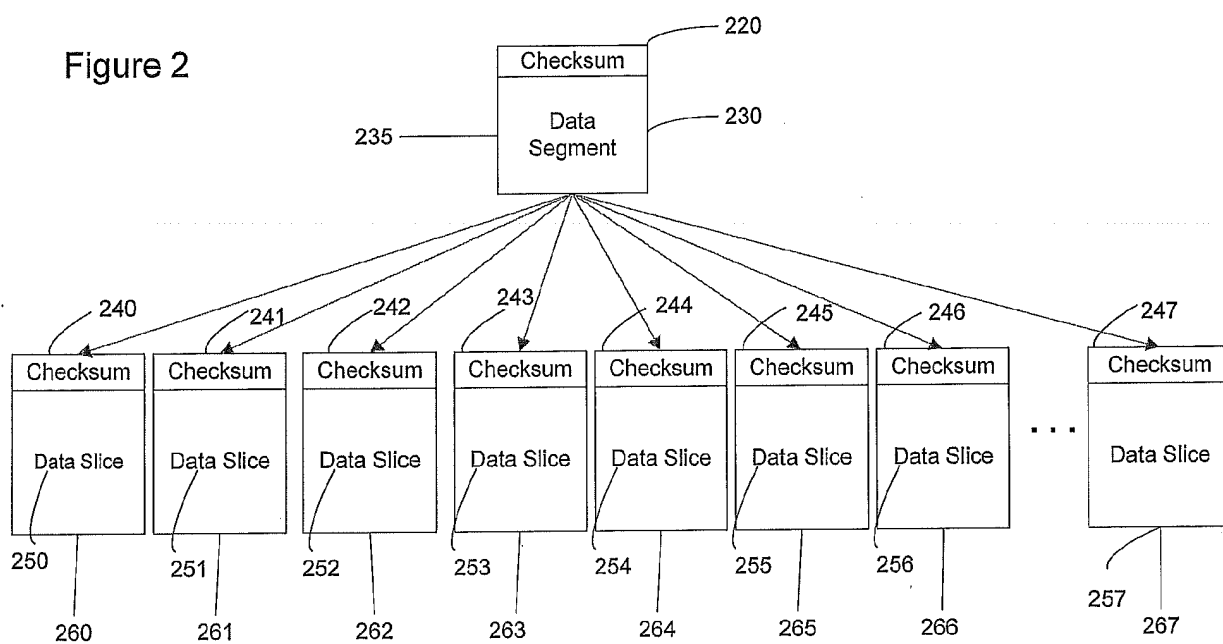 Figure 2
220
Checksum
Data
Segment
235
230
240
241
242
243
244
245
246
247
Checksum
Checksum
Checksum
Checksum
Checksum
Checksum
Checksum
Checksum
Data Slice
Data Slice
Data Slice
Data Slice
Data Slice
Data Slice
Data Slice
...
Data Slice
250
251
252
253
254
255
256
257
260
261
262
263
264
265
266
267